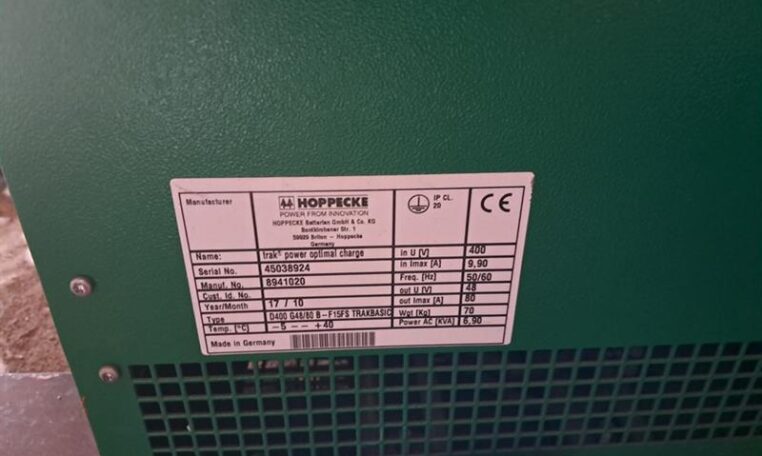 Manufacturer
HOPPECKE
POWER FROM INNOVATION
HOPPECKE Batterien GmbH & Co. KG
Bontkirchener Str. 1
59929 Brilon - Hoppecke
Germany
IP CL.
20
CE
Name: trak® power optimal charge
Serial No. 45038924
Manuf. No. 8941020
Cust. Id. No.
Year/Month 17 / 10
Type D400 G48/80 B-F15FS TRAKBASIC
Temp. [°C] -5 -- +40
in U [V] 400
in Imax [A] 9,90
Freq. [Hz] 50/60
out U [V] 48
out Imax [A] 80
Wgt [Kg] 70
Power AC [KVA] 6,90
Made in Germany